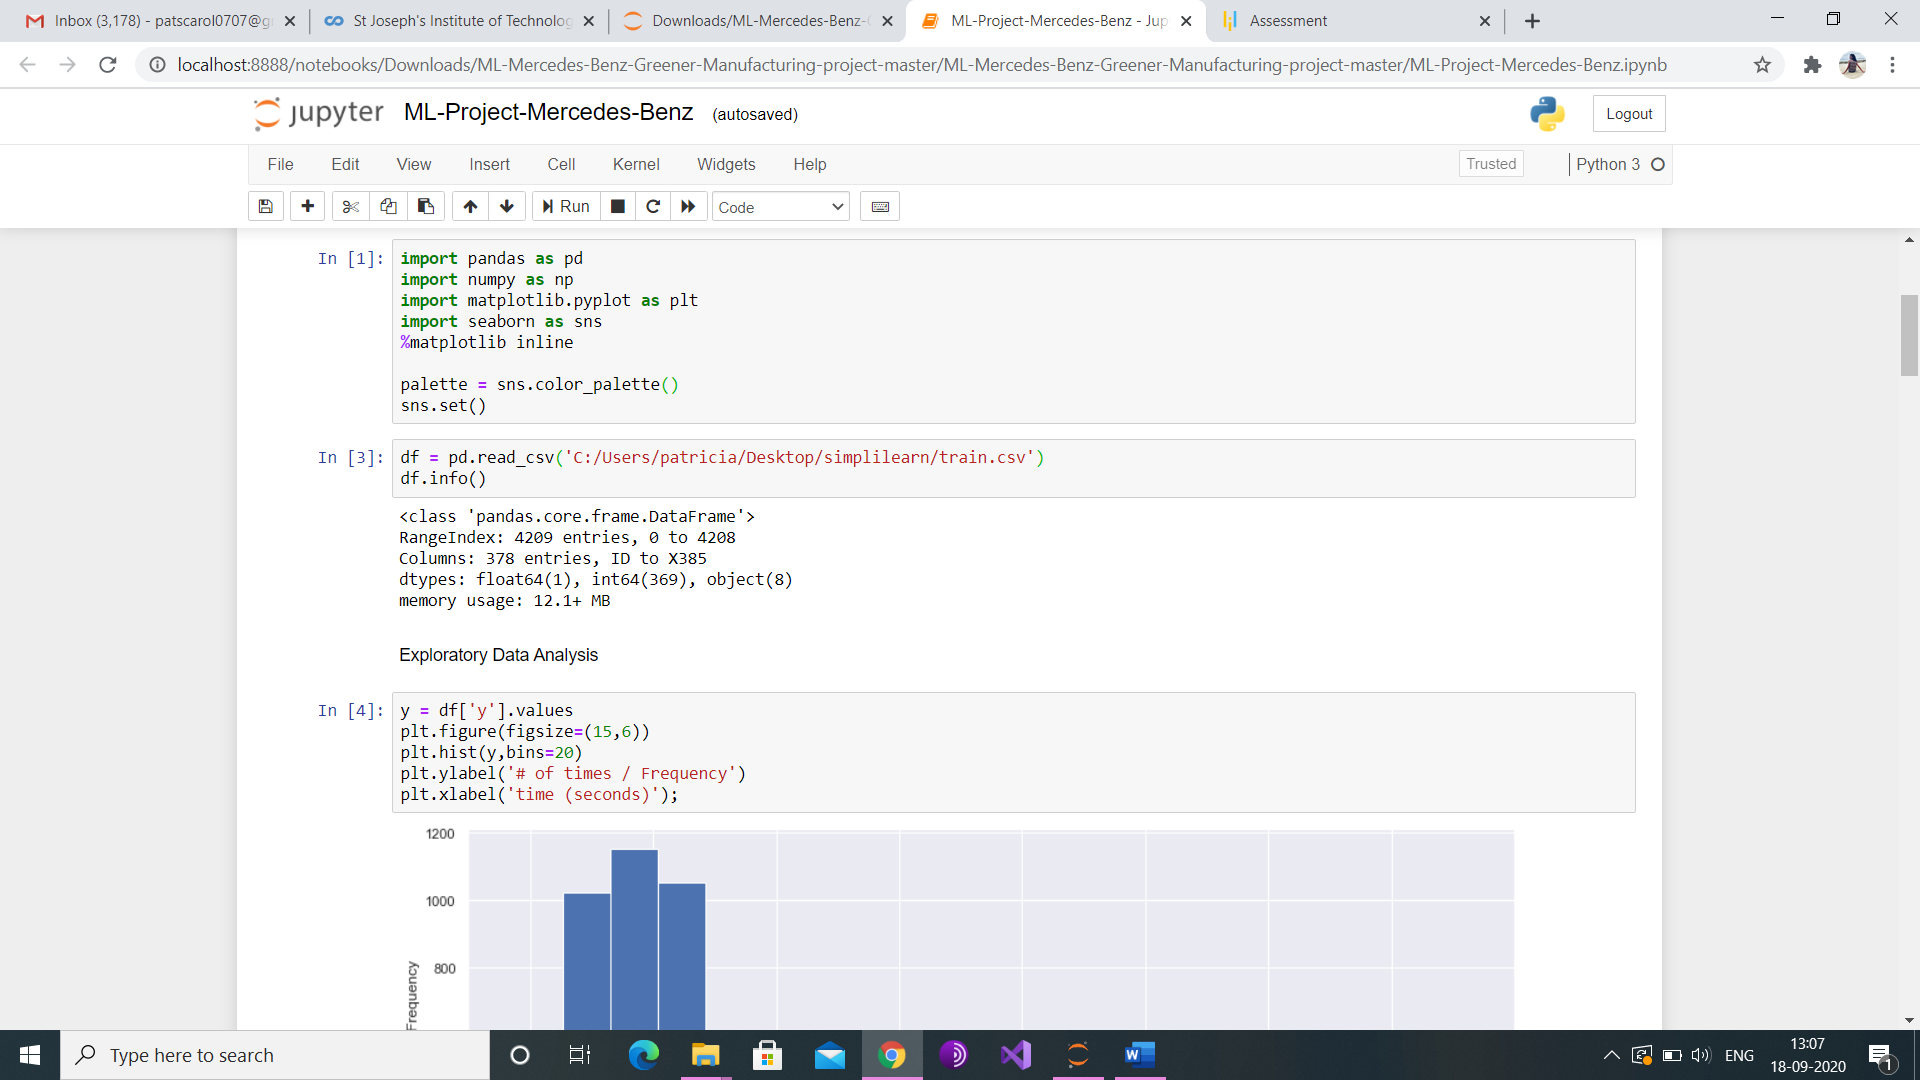 Inbox (3,178) - patscarol0707@g
St Joseph's Institute of Technolog
Downloads/ML-Mercedes-Benz-G
ML-Project-Mercedes-Benz - Jup
Assessment
localhost:8888/notebooks/Downloads/ML-Mercedes-Benz-Greener-Manufacturing-project-master/ML-Mercedes-Benz-Greener-Manufacturing-project-master/ML-Project-Mercedes-Benz.ipynb
jupyter ML-Project-Mercedes-Benz (autosaved) Logout
File Edit View Insert Cell Kernel Widgets Help Trusted Python 3
Run Code
In [1]: import pandas as pd
import numpy as np
import matplotlib.pyplot as plt
import seaborn as sns
%matplotlib inline
palette = sns.color_palette()
sns.set()
In [3]: df = pd.read_csv('C:/Users/patricia/Desktop/simplilearn/train.csv')
df.info()
<class 'pandas.core.frame.DataFrame'>
RangeIndex: 4209 entries, 0 to 4208
Columns: 378 entries, ID to X385
dtypes: float64(1), int64(369), object(8)
memory usage: 12.1+ MB
Exploratory Data Analysis
In [4]: y = df['y'].values
plt.figure(figsize=(15,6))
plt.hist(y,bins=20)
plt.ylabel('# of times / Frequency')
plt.xlabel('time (seconds)');
1200
1000
800
Frequency
Type here to search
ENG
13:07
18-09-2020
1